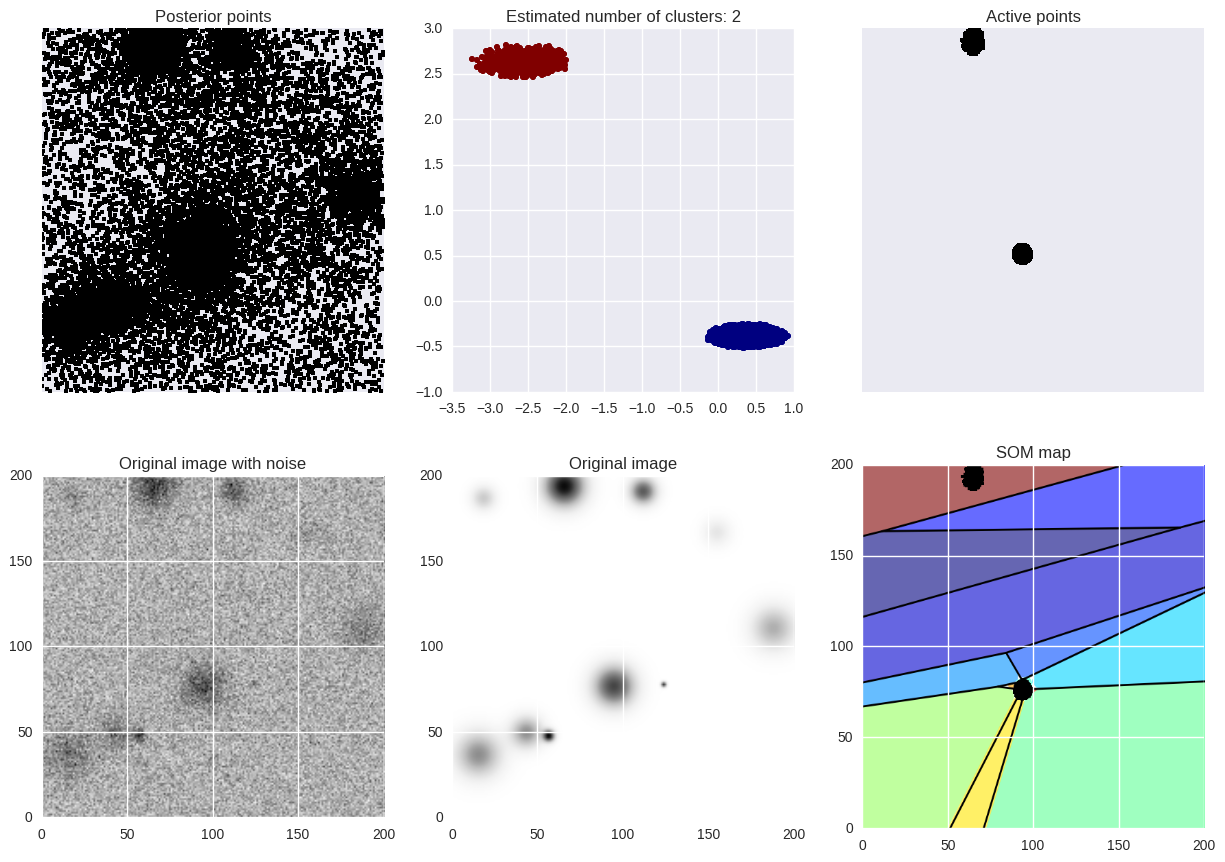 Posterior points
Estimated number of clusters: 2
Active points
3.0
2.5
2.0
1.5
1.0
0.5
0.0
−0.5
−1.0
−3.5 −3.0 −2.5 −2.0 −1.5 −1.0 −0.5 0.0 0.5 1.0
Original image with noise
200
150
100
50
0
0 50 100 150 200
Original image
200
150
100
50
0
0 50 100 150 200
SOM map
200
150
100
50
0
0 50 100 150 200